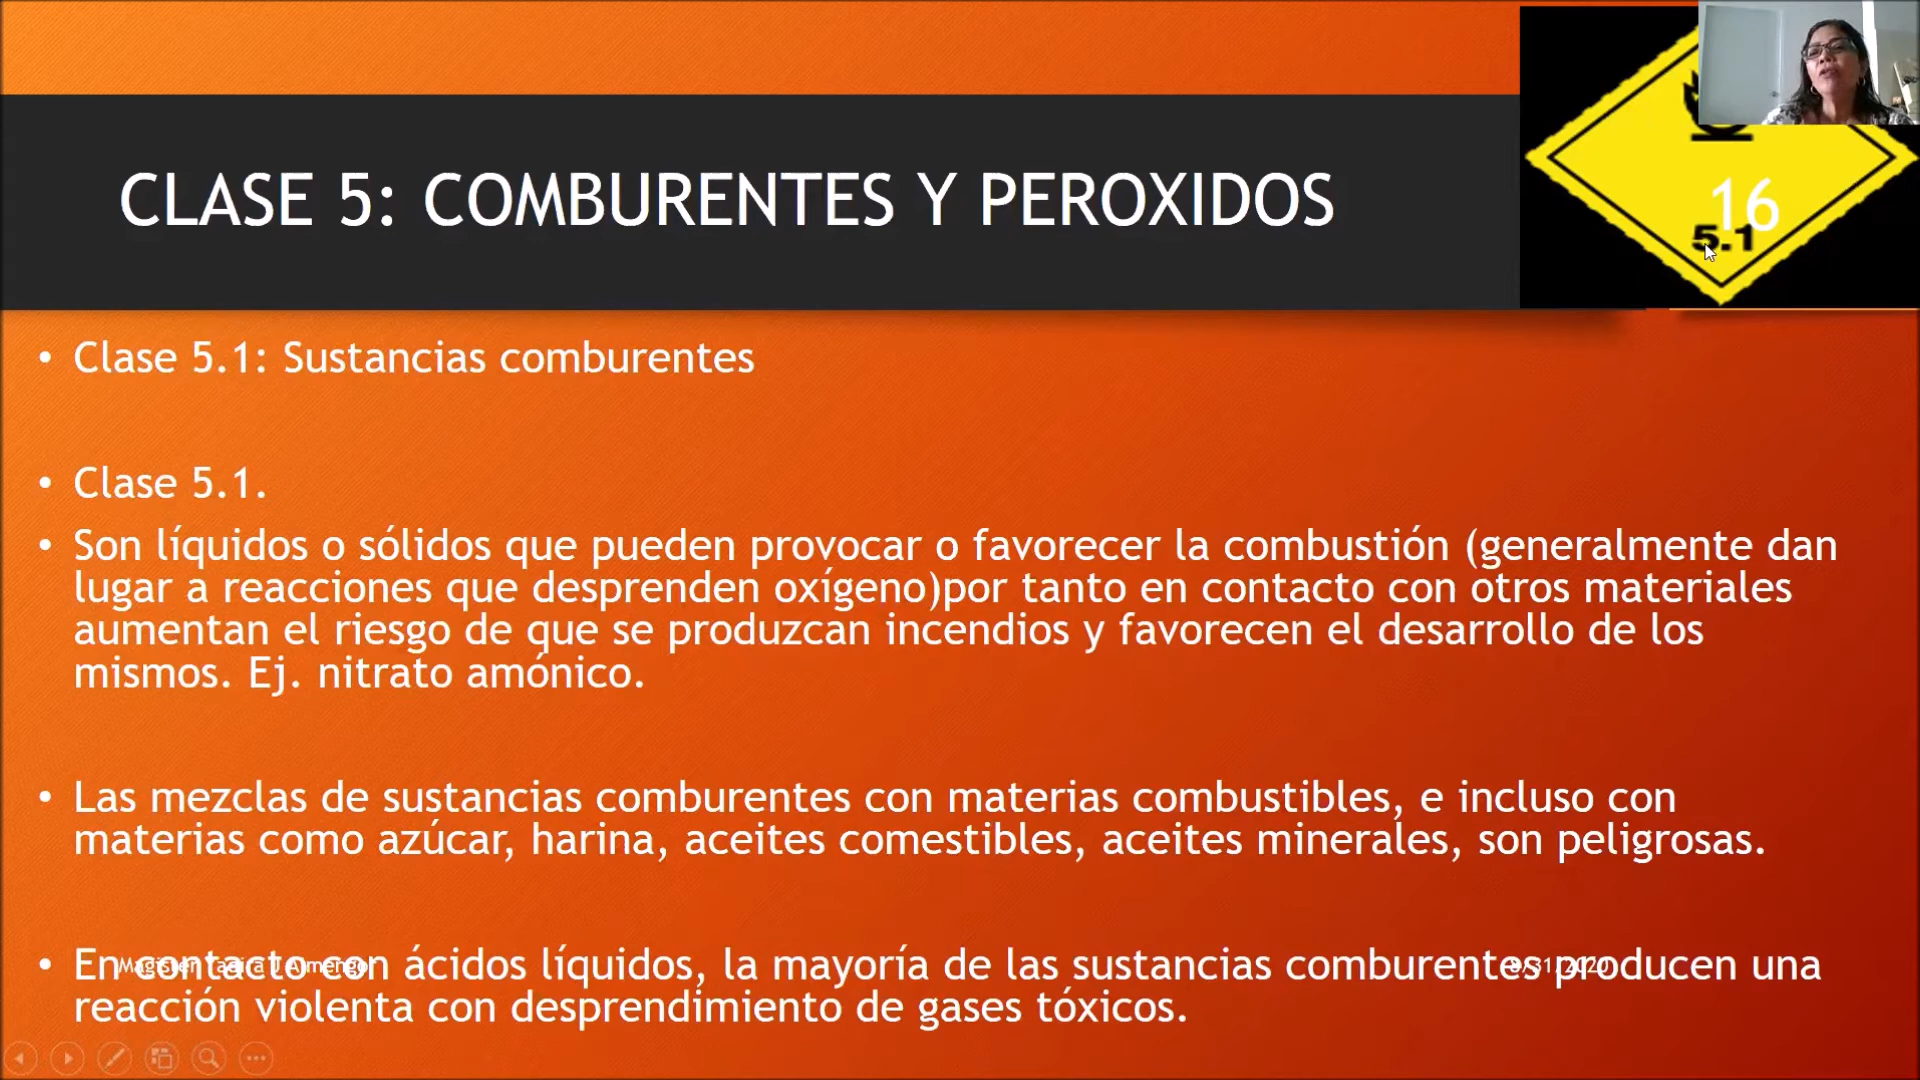 CLASE 5: COMBURENTES Y PEROXIDOS
16
5.1
• Clase 5.1: Sustancias comburentes
• Clase 5.1.
• Son líquidos o sólidos que pueden provocar o favorecer la combustión (generalmente dan
lugar a reacciones que desprenden oxígeno)por tanto en contacto con otros materiales
aumentan el riesgo de que se produzcan incendios y favorecen el desarrollo de los
mismos. Ej. nitrato amónico.
• Las mezclas de sustancias comburentes con materias combustibles, e incluso con
materias como azúcar, harina, aceites comestibles, aceites minerales, son peligrosas.
• En contacto con ácidos líquidos, la mayoría de las sustancias comburentes producen una
reacción violenta con desprendimiento de gases tóxicos.